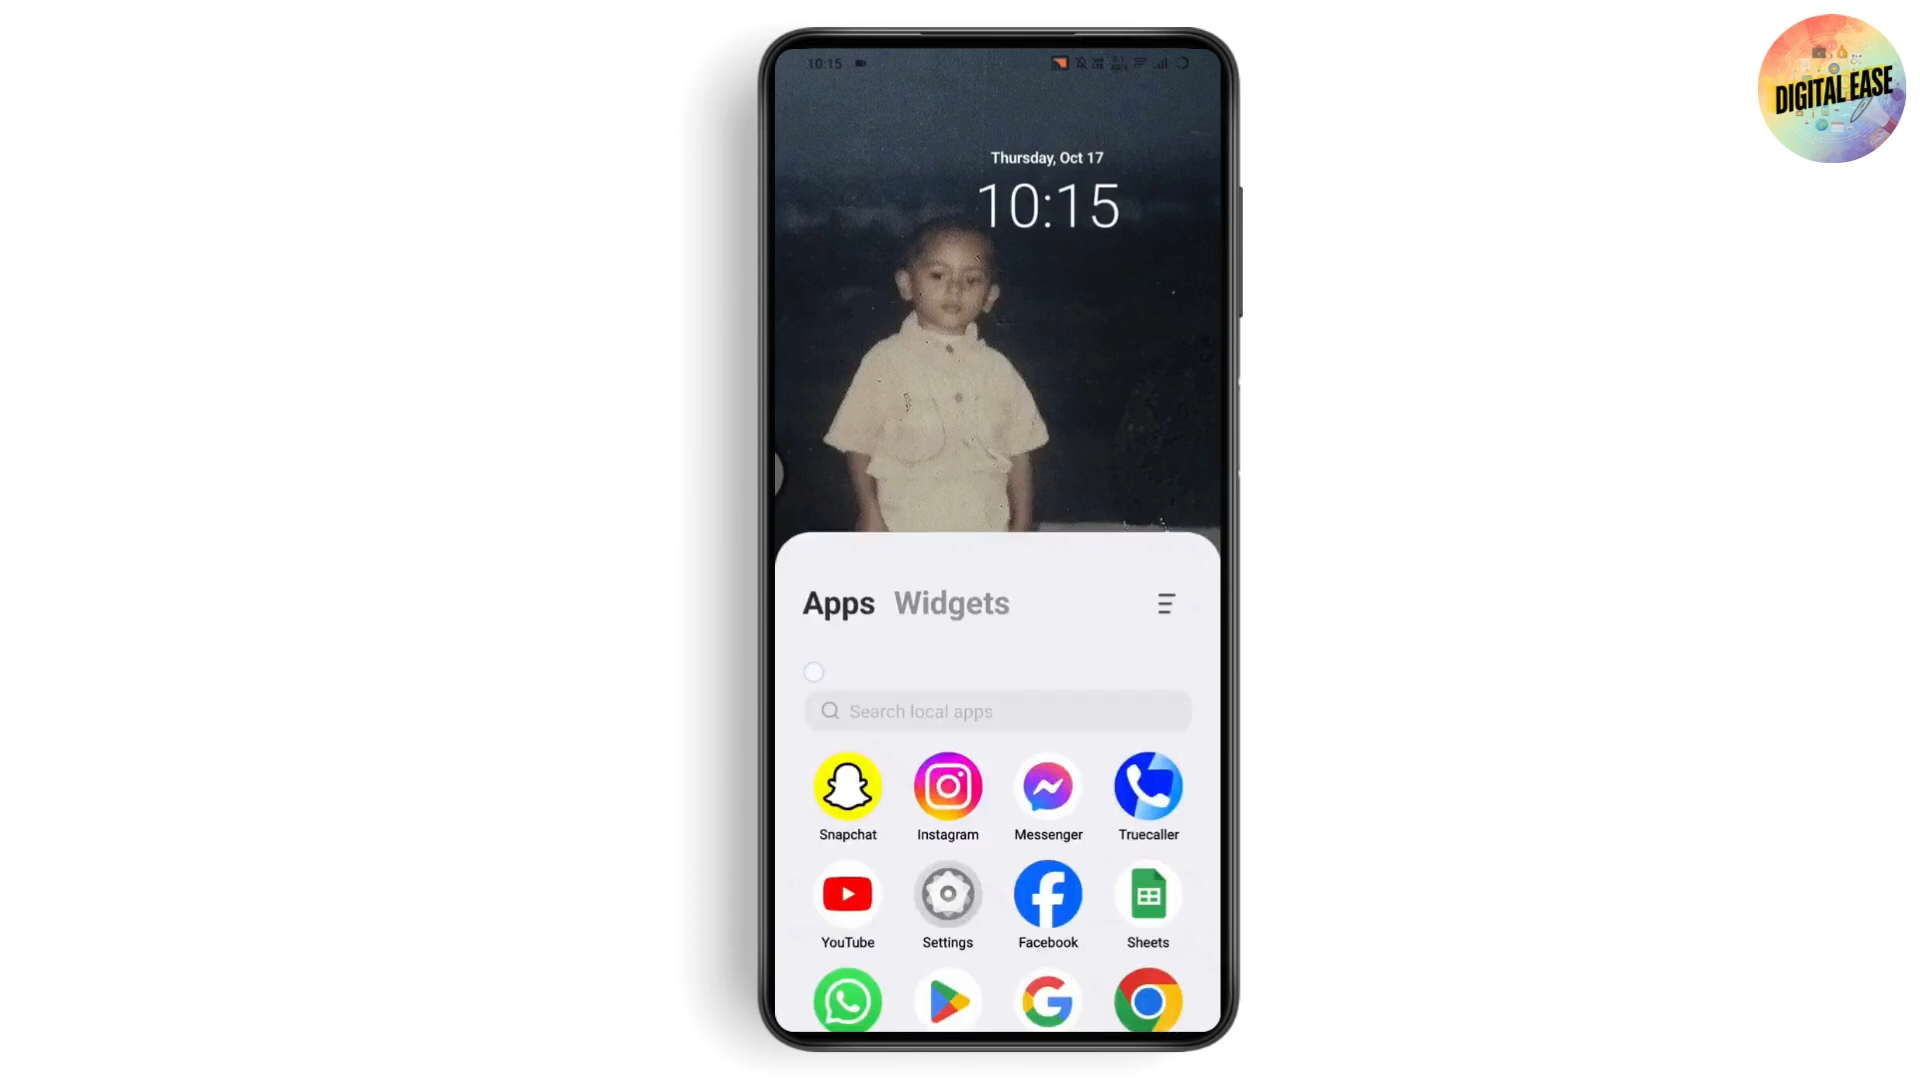 DIGITAL EASE
10:15
Thursday, Oct 17
10:15
Apps Widgets
Search local apps
Snapchat Instagram Messenger Truecaller
YouTube Settings Facebook Sheets